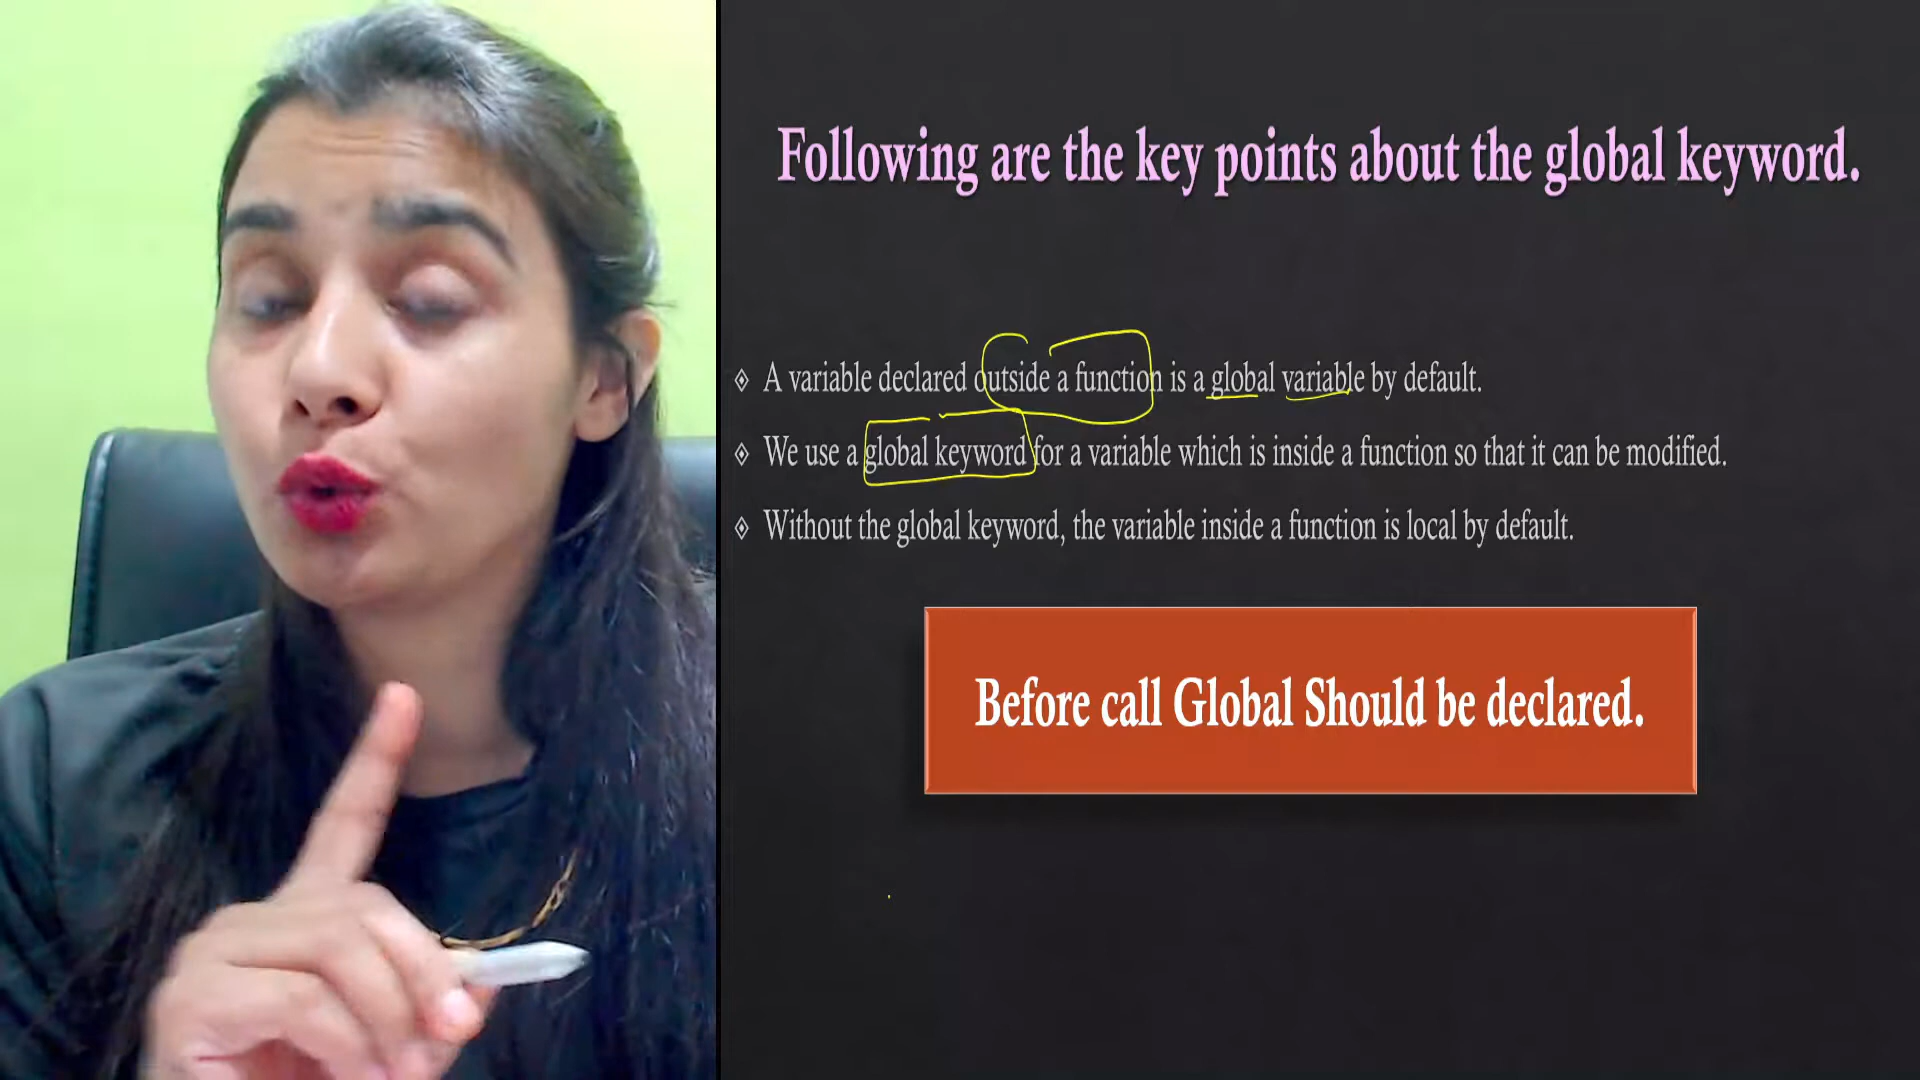 Following are the key points about the global keyword.
A variable declared outside a function is a global variable by default.
We use a global keyword for a variable which is inside a function so that it can be modified.
Without the global keyword, the variable inside a function is local by default.
Before call Global Should be declared.